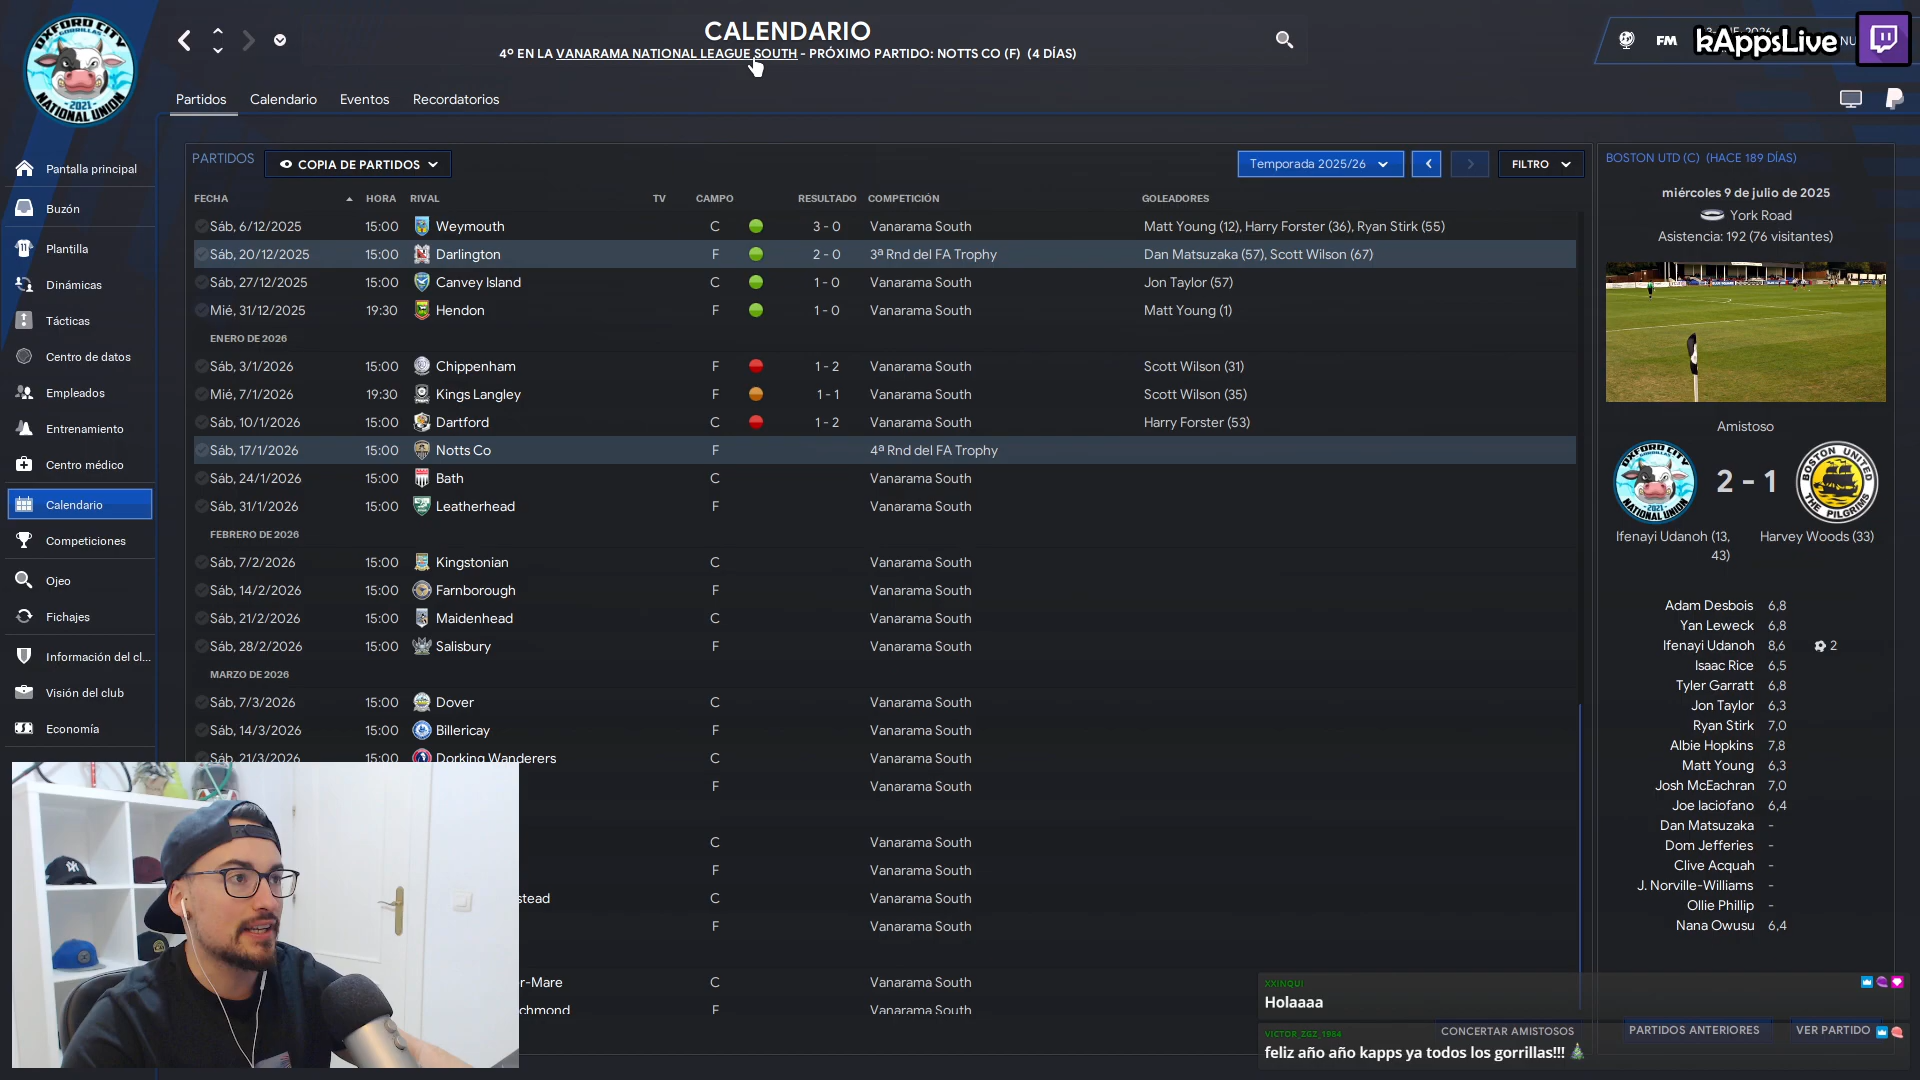 OXFORD CITY
GORRILLAS
- 2021 -
NATIONAL UNION
CALENDARIO
4º EN LA VANARAMA NATIONAL LEAGUE SOUTH - PRÓXIMO PARTIDO: NOTTS CO (F) (4 DÍAS)
FM
kAppsLive
Partidos
Calendario
Eventos
Recordatorios
Pantalla principal
Buzón
Plantilla
Dinámicas
Tácticas
Centro de datos
Empleados
Entrenamiento
Centro médico
Calendario
Competiciones
Ojeo
Fichajes
Información del cl...
Visión del club
Economía
PARTIDOS COPIA DE PARTIDOS Temporada 2025/26 FILTRO
FECHA HORA RIVAL TV CAMPO RESULTADO COMPETICIÓN GOLEADORES
Sáb, 6/12/2025 15:00 Weymouth C 3 - 0 Vanarama South Matt Young (12), Harry Forster (36), Ryan Stirk (55)
Sáb, 20/12/2025 15:00 Darlington F 2 - 0 3ª Rnd del FA Trophy Dan Matsuzaka (57), Scott Wilson (67)
Sáb, 27/12/2025 15:00 Canvey Island C 1 - 0 Vanarama South Jon Taylor (57)
Mié, 31/12/2025 19:30 Hendon F 1 - 0 Vanarama South Matt Young (1)
ENERO DE 2026
Sáb, 3/1/2026 15:00 Chippenham F 1 - 2 Vanarama South Scott Wilson (31)
Mié, 7/1/2026 19:30 Kings Langley F 1 - 1 Vanarama South Scott Wilson (35)
Sáb, 10/1/2026 15:00 Dartford C 1 - 2 Vanarama South Harry Forster (53)
Sáb, 17/1/2026 15:00 Notts Co F 4ª Rnd del FA Trophy
Sáb, 24/1/2026 15:00 Bath C Vanarama South
Sáb, 31/1/2026 15:00 Leatherhead F Vanarama South
FEBRERO DE 2026
Sáb, 7/2/2026 15:00 Kingstonian C Vanarama South
Sáb, 14/2/2026 15:00 Farnborough F Vanarama South
Sáb, 21/2/2026 15:00 Maidenhead C Vanarama South
Sáb, 28/2/2026 15:00 Salisbury F Vanarama South
MARZO DE 2026
Sáb, 7/3/2026 15:00 Dover C Vanarama South
Sáb, 14/3/2026 15:00 Billericay F Vanarama South
Sáb, 21/3/2026 15:00 Dorking Wanderers C Vanarama South
F Vanarama South
C Vanarama South
F Vanarama South
stead C Vanarama South
F Vanarama South
r-Mare C Vanarama South
chmond F Vanarama South
BOSTON UTD (C) (HACE 189 DÍAS)
miércoles 9 de julio de 2025
York Road
Asistencia: 192 (76 visitantes)
Amistoso
2 - 1
BOSTON UNITED
THE PILGRIMS
Ifenayi Udanoh (13, 43)
Harvey Woods (33)
Adam Desbois 6,8
Yan Leweck 6,8
Ifenayi Udanoh 8,6 2
Isaac Rice 6,5
Tyler Garratt 6,8
Jon Taylor 6,3
Ryan Stirk 7,0
Albie Hopkins 7,8
Matt Young 6,3
Josh McEachran 7,0
Joe Iaciofano 6,4
Dan Matsuzaka -
Dom Jefferies -
Clive Acquah -
J. Norville-Williams -
Ollie Phillip -
Nana Owusu 6,4
XXINQUI
Holaaaa
VICTOR_ZGZ_1984
feliz año año kapps ya todos los gorrillas!!!
CONCERTAR AMISTOSOS
PARTIDOS ANTERIORES
VER PARTIDO